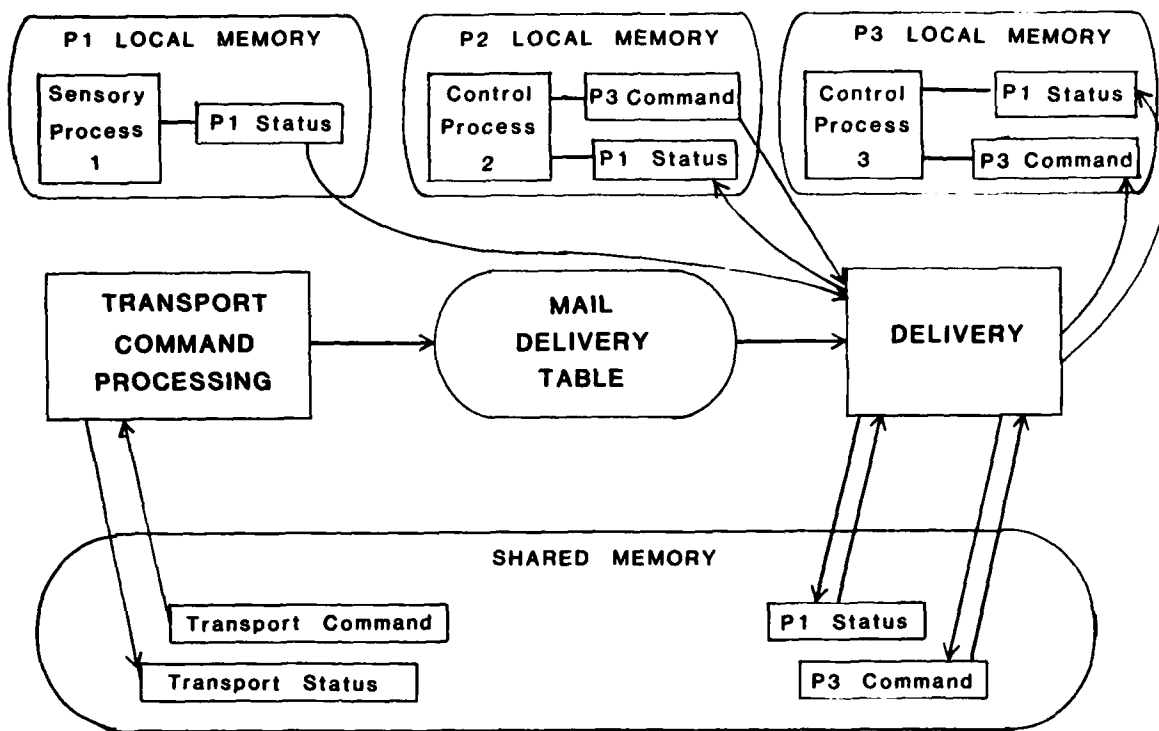 P1 LOCAL MEMORY
Sensory
Process
1
P1 Status
P2 LOCAL MEMORY
Control
Process
2
P3 Command
P1 Status
P3 LOCAL MEMORY
Control
Process
3
P1 Status
P3 Command
TRANSPORT
COMMAND
PROCESSING
MAIL
DELIVERY
TABLE
DELIVERY
SHARED MEMORY
Transport Command
Transport Status
P1 Status
P3 Command